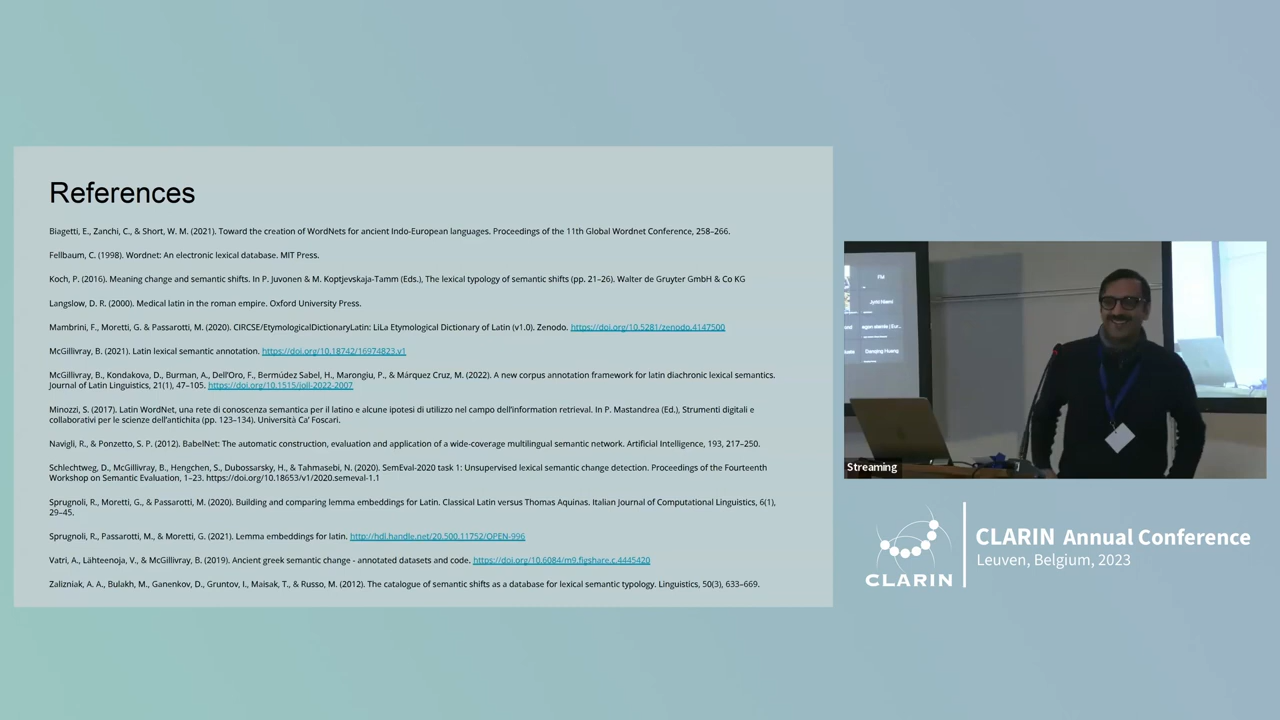 References
Biagetti, E., Zanchi, C., & Short, W. M. (2021). Toward the creation of WordNets for ancient Indo-European languages. Proceedings of the 11th Global Wordnet Conference, 258–266.
Fellbaum, C. (1998). Wordnet: An electronic lexical database. MIT Press.
Koch, P. (2016). Meaning change and semantic shifts. In P. Juvonen & M. Koptjevskaja-Tamm (Eds.), The lexical typology of semantic shifts (pp. 21–26). Walter de Gruyter GmbH & Co KG
Langslow, D. R. (2000). Medical latin in the roman empire. Oxford University Press.
Mambrini, F., Moretti, G. & Passarotti, M. (2020). CIRCSE/EtymologicalDictionaryLatin: LiLa Etymological Dictionary of Latin (v1.0). Zenodo. https://doi.org/10.5281/zenodo.4147500
McGillivray, B. (2021). Latin lexical semantic annotation. https://doi.org/10.18742/16974823.v1
McGillivray, B., Kondakova, D., Burman, A., Dell'Oro, F., Bermúdez Sabel, H., Marongiu, P., & Márquez Cruz, M. (2022). A new corpus annotation framework for latin diachronic lexical semantics.
Journal of Latin Linguistics, 21(1), 47–105. https://doi.org/10.1515/joll-2022-2007
Minozzi, S. (2017). Latin WordNet, una rete di conoscenza semantica per il latino e alcune ipotesi di utilizzo nel campo dell'information retrieval. In P. Mastandrea (Ed.), Strumenti digitali e
collaborativi per le scienze dell'antichita (pp. 123–134). Università Ca' Foscari.
Navigli, R., & Ponzetto, S. P. (2012). BabelNet: The automatic construction, evaluation and application of a wide-coverage multilingual semantic network. Artificial Intelligence, 193, 217–250.
Schlechtweg, D., McGillivray, B., Hengchen, S., Dubossarsky, H., & Tahmasebi, N. (2020). SemEval-2020 task 1: Unsupervised lexical semantic change detection. Proceedings of the Fourteenth
Workshop on Semantic Evaluation, 1–23. https://doi.org/10.18653/v1/2020.semeval-1.1
Sprugnoli, R., Moretti, G., & Passarotti, M. (2020). Building and comparing lemma embeddings for Latin. Classical Latin versus Thomas Aquinas. Italian Journal of Computational Linguistics, 6(1),
29–45.
Sprugnoli, R., Passarotti, M., & Moretti, G. (2021). Lemma embeddings for latin. http://hdl.handle.net/20.500.11752/OPEN-996
Vatri, A., Lähteenoja, V., & McGillivray, B. (2019). Ancient greek semantic change - annotated datasets and code. https://doi.org/10.6084/m9.figshare.c.4445420
Zalizniak, A. A., Bulakh, M., Ganenkov, D., Gruntov, I., Maisak, T., & Russo, M. (2012). The catalogue of semantic shifts as a database for lexical semantic typology. Linguistics, 50(3), 633–669.
FM
Streaming
CLARIN
CLARIN Annual Conference
Leuven, Belgium, 2023